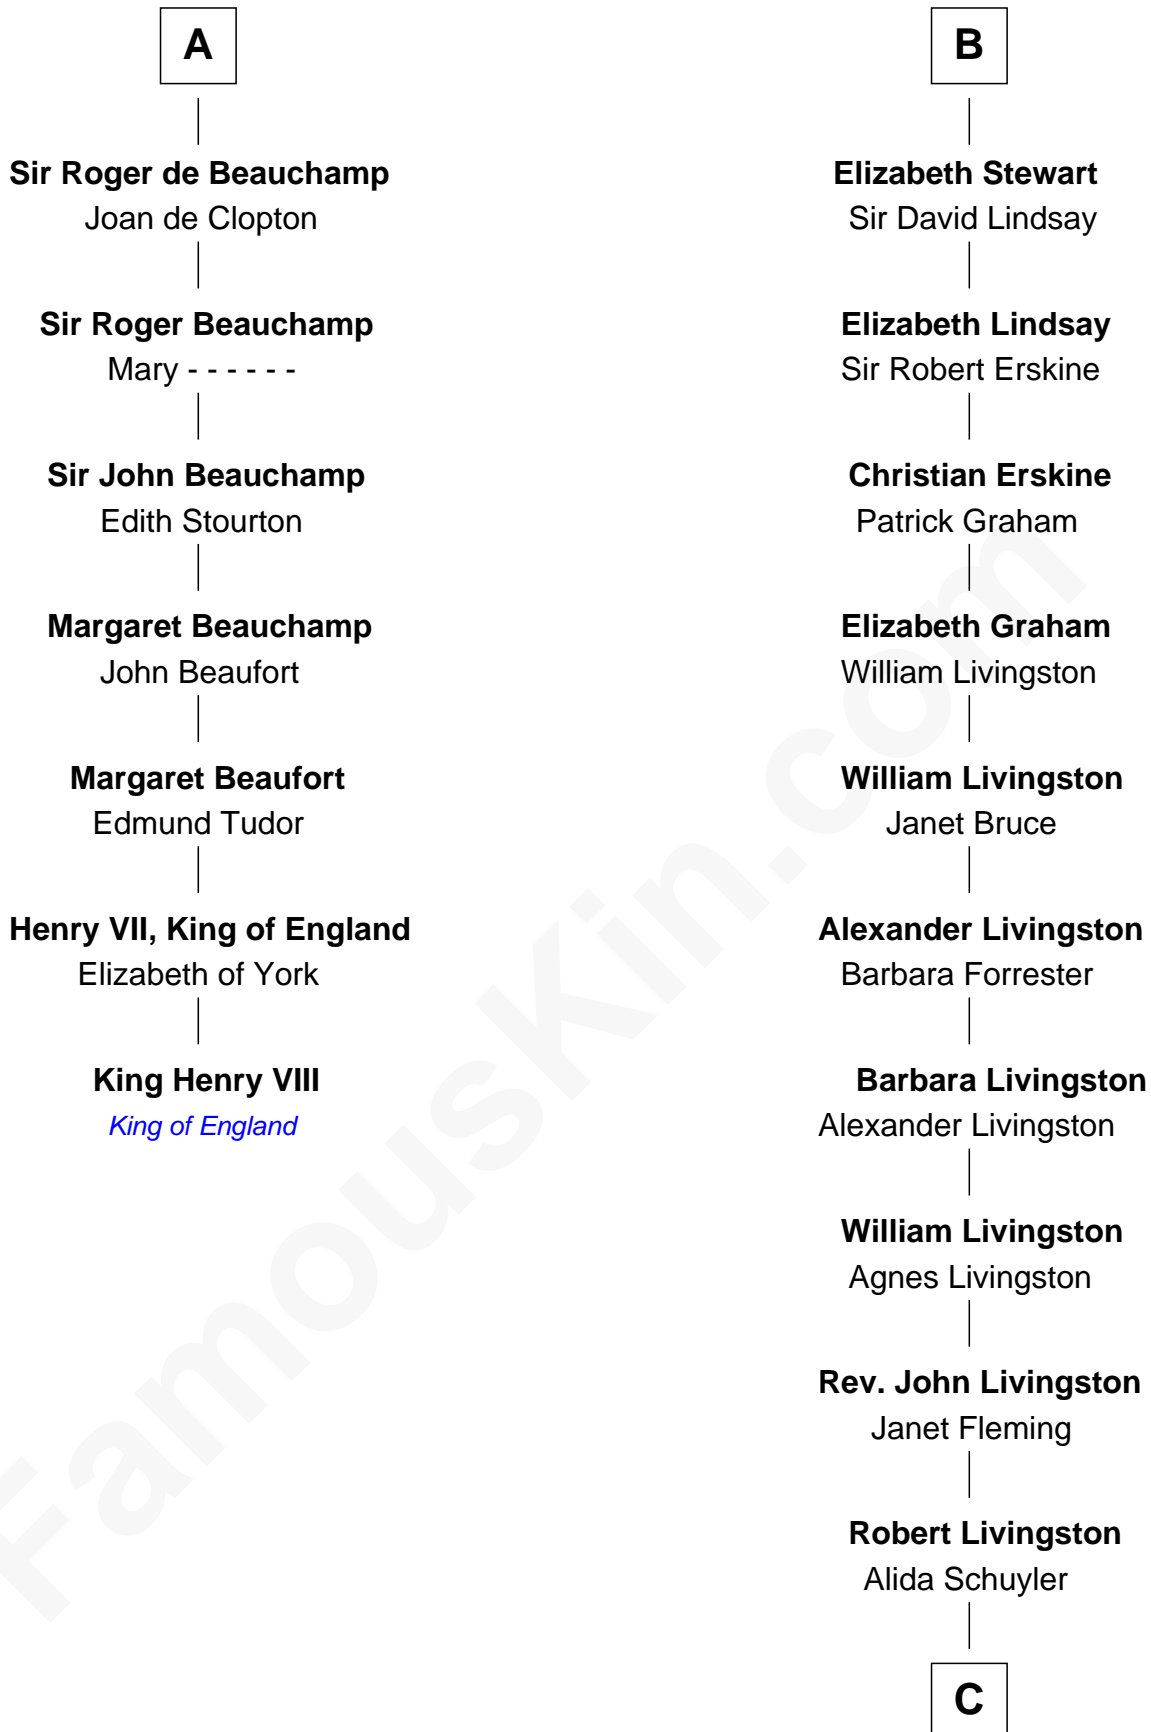 A
Sir Roger de Beauchamp
Joan de Clopton
Sir Roger Beauchamp
Mary - - - - - -
Sir John Beauchamp
Edith Stourton
Margaret Beauchamp
John Beaufort
Margaret Beaufort
Edmund Tudor
Henry VII, King of England
Elizabeth of York
King Henry VIII
King of England
B
Elizabeth Stewart
Sir David Lindsay
Elizabeth Lindsay
Sir Robert Erskine
Christian Erskine
Patrick Graham
Elizabeth Graham
William Livingston
William Livingston
Janet Bruce
Alexander Livingston
Barbara Forrester
Barbara Livingston
Alexander Livingston
William Livingston
Agnes Livingston
Rev. John Livingston
Janet Fleming
Robert Livingston
Alida Schuyler
C
FamousKin.com